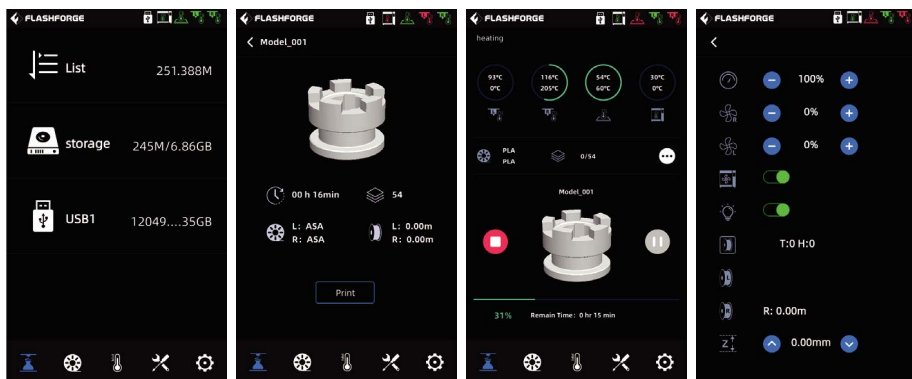 FLASHFORGE
List
251.388M
storage
245M/6.86GB
USB1
12049....35GB
FLASHFORGE
Model_001
00 h 16min
54
L: ASA
R: ASA
L: 0.00m
R: 0.00m
Print
FLASHFORGE
heating
93°C
0°C
116°C
205°C
54°C
60°C
30°C
0°C
PLA
PLA
0/54
Model_001
31%
Remain Time: 0 hr 15 min
FLASHFORGE
100%
R
0%
L
0%
T:0 H:0
L
R: 0.00m
Z
0.00mm